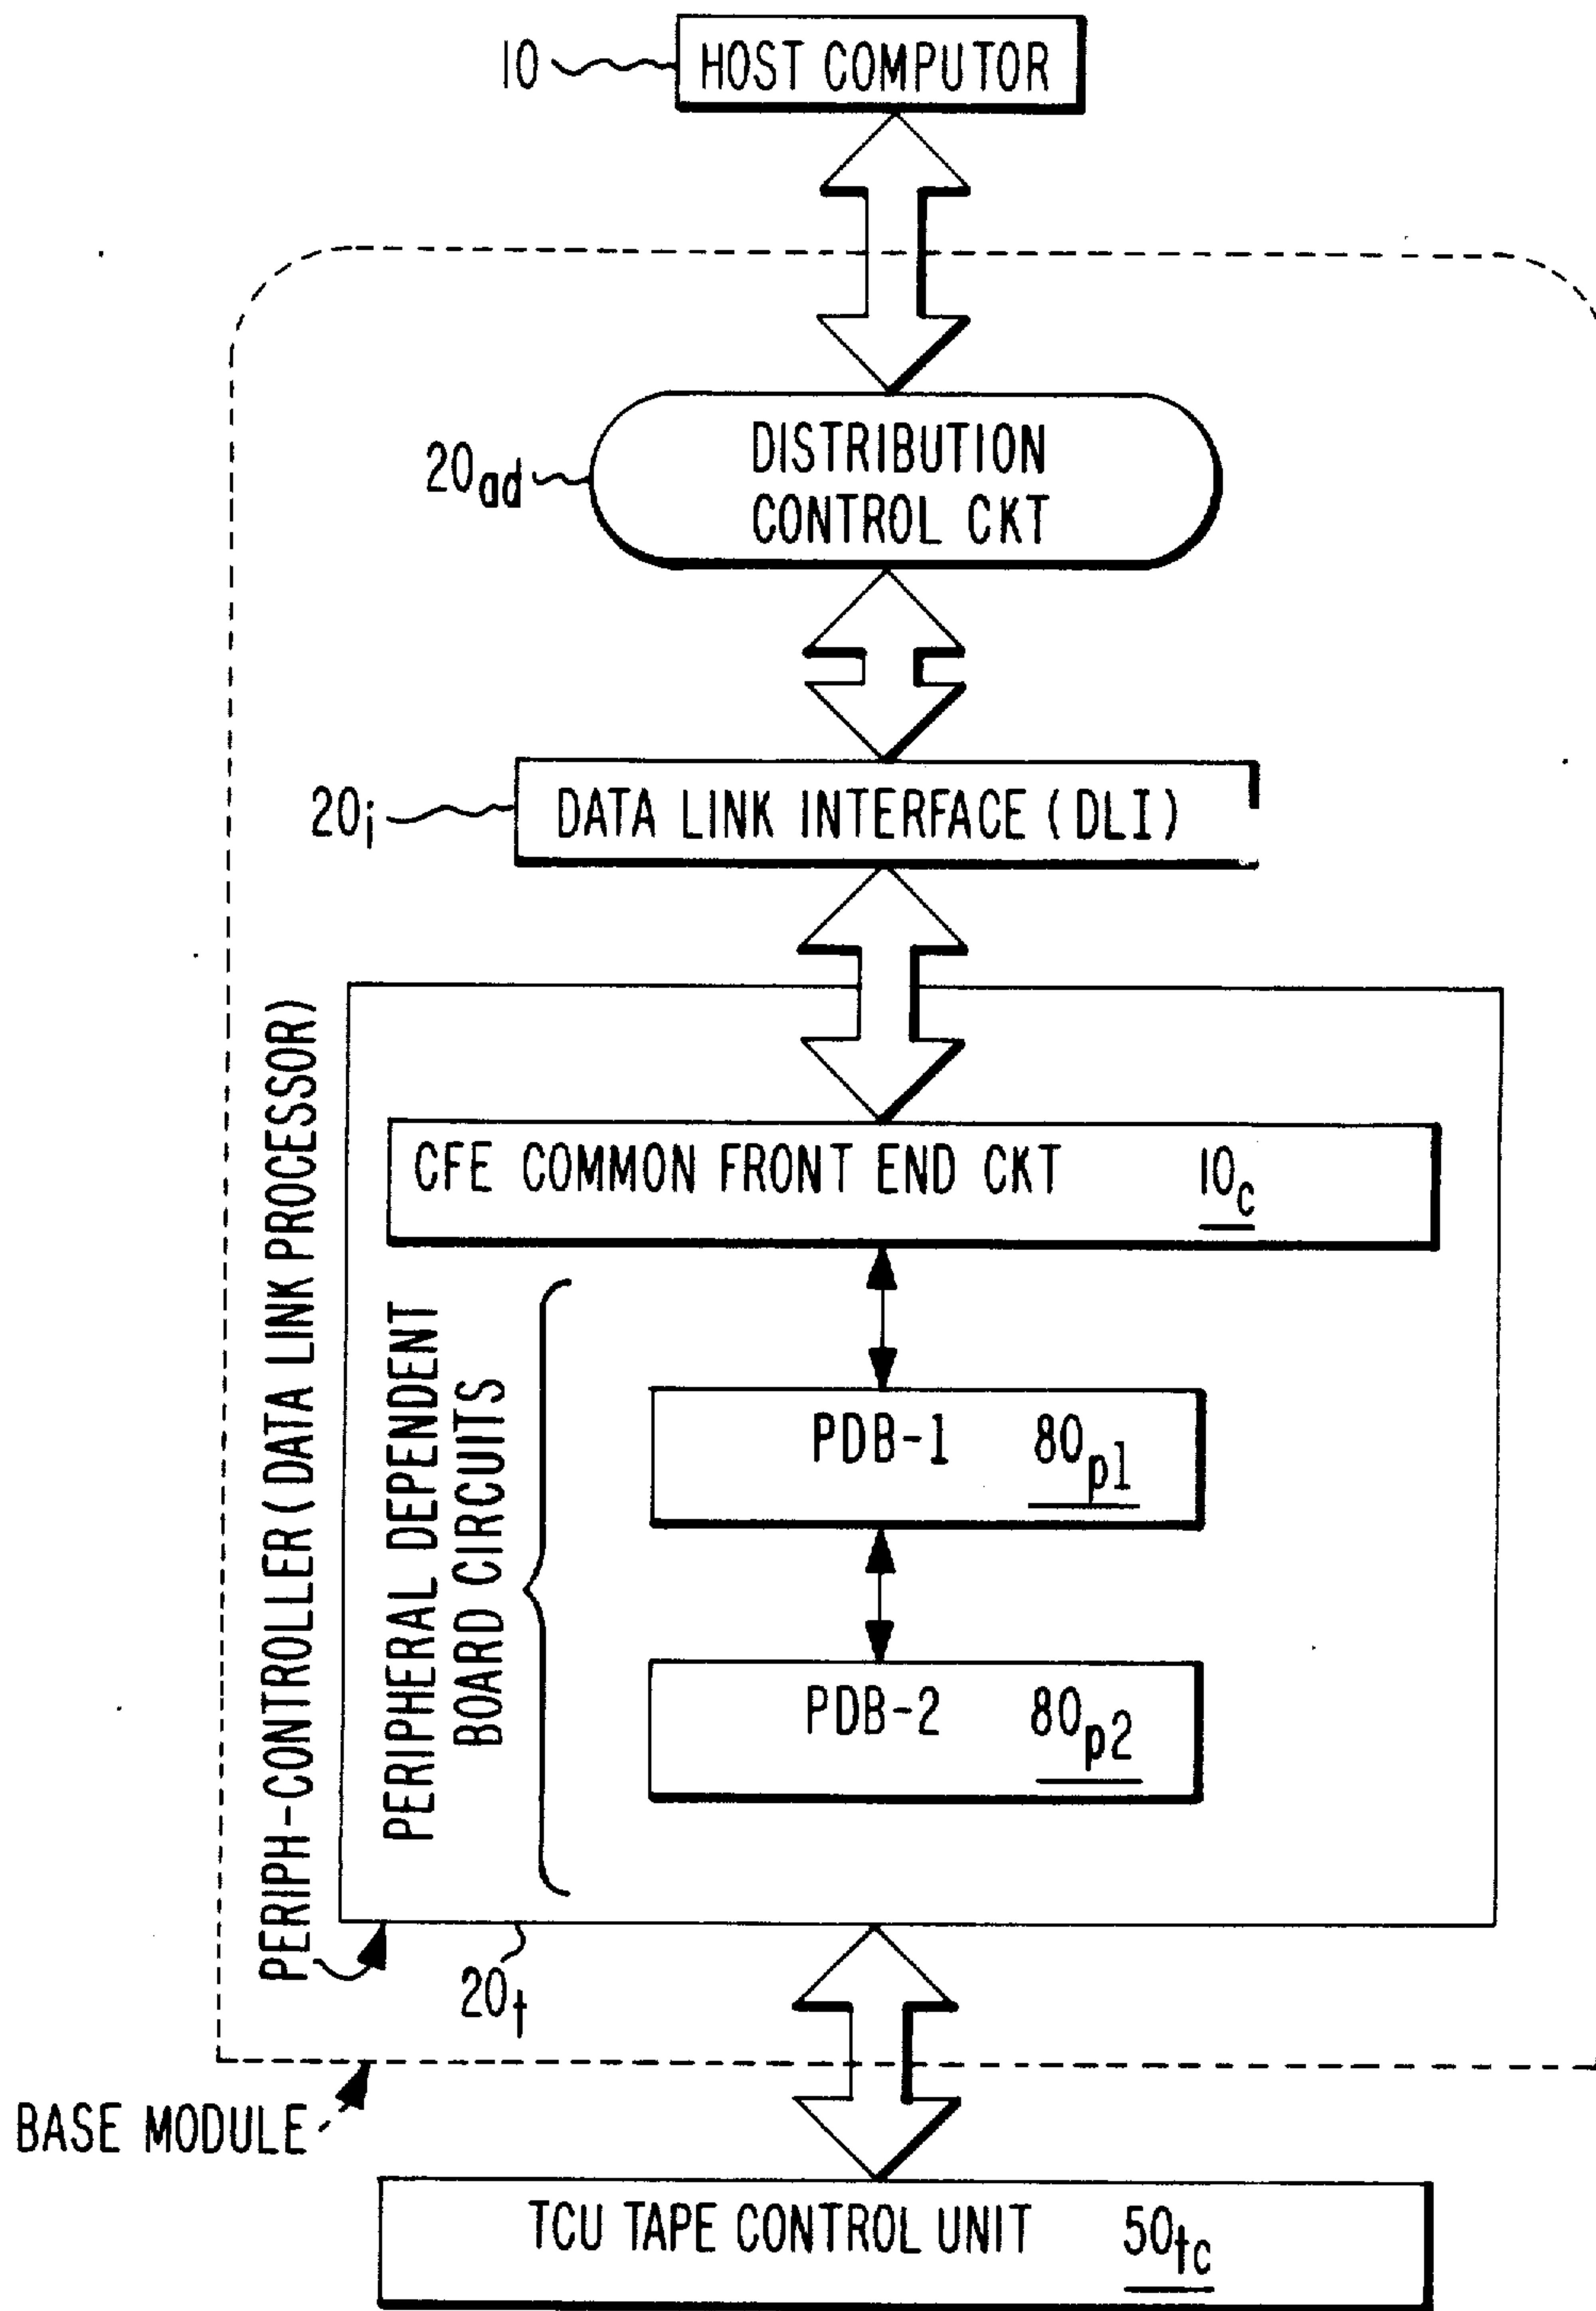 10 HOST COMPUTOR
20ad DISTRIBUTION
CONTROL CKT
20i DATA LINK INTERFACE (DLI)
PERIPH-CONTROLLER (DATA LINK PROCESSOR)
CFE COMMON FRONT END CKT 10c
PERIPHERAL DEPENDENT
BOARD CIRCUITS
PDB-1 80p1
PDB-2 80p2
20t
BASE MODULE
TCU TAPE CONTROL UNIT 50tc